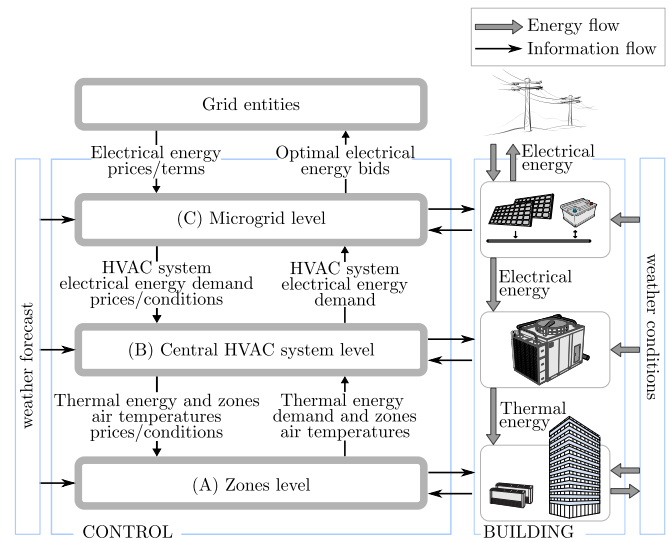 Energy flow
Information flow
Grid entities
Electrical energy
prices/terms
Optimal electrical
energy bids
Electrical
energy
(C) Microgrid level
HVAC system
electrical energy demand
prices/conditions
HVAC system
electrical energy
demand
Electrical
energy
weather forecast
weather conditions
(B) Central HVAC system level
Thermal energy and zones
air temperatures
prices/conditions
Thermal energy
demand and zones
air temperatures
Thermal
energy
(A) Zones level
CONTROL
BUILDING